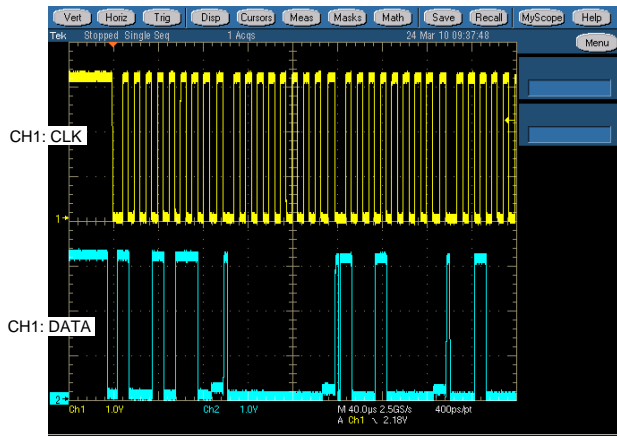 Vert Horiz Trig Disp Cursors Meas Masks Math Save Recall MyScope Help
Tek Stopped Single Seq 1 Acqs 24 Mar 10 09:37:48
Menu
CH1: CLK
1
CH1: DATA
2
Ch1 1.0V Ch2 1.0V M 40.0µs 2.5GS/s 400ps/pt
A Ch1 \ 2.18V